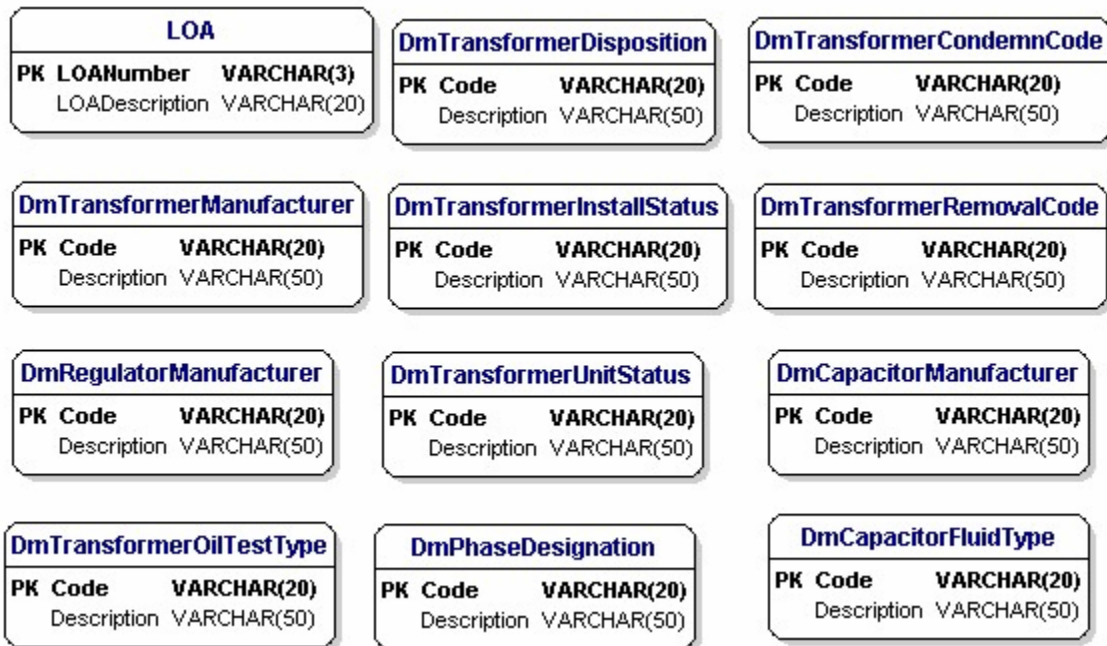 LOA
PK LOANumber VARCHAR(3)
LOADescription VARCHAR(20)
DmTransformerDisposition
PK Code VARCHAR(20)
Description VARCHAR(50)
DmTransformerCondemnCode
PK Code VARCHAR(20)
Description VARCHAR(50)
DmTransformerManufacturer
PK Code VARCHAR(20)
Description VARCHAR(50)
DmTransformerInstallStatus
PK Code VARCHAR(20)
Description VARCHAR(50)
DmTransformerRemovalCode
PK Code VARCHAR(20)
Description VARCHAR(50)
DmRegulatorManufacturer
PK Code VARCHAR(20)
Description VARCHAR(50)
DmTransformerUnitStatus
PK Code VARCHAR(20)
Description VARCHAR(50)
DmCapacitorManufacturer
PK Code VARCHAR(20)
Description VARCHAR(50)
DmTransformerOilTestType
PK Code VARCHAR(20)
Description VARCHAR(50)
DmPhaseDesignation
PK Code VARCHAR(20)
Description VARCHAR(50)
DmCapacitorFluidType
PK Code VARCHAR(20)
Description VARCHAR(50)